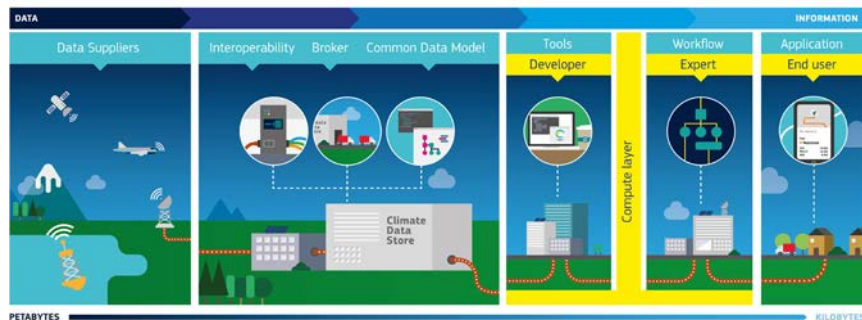 DATA
INFORMATION
Data Suppliers
Interoperability
Broker
Common Data Model
Tools
Developer
Compute layer
Workflow
Expert
Application
End user
Climate
Data
Store
PETABYTES
KILOBYTES